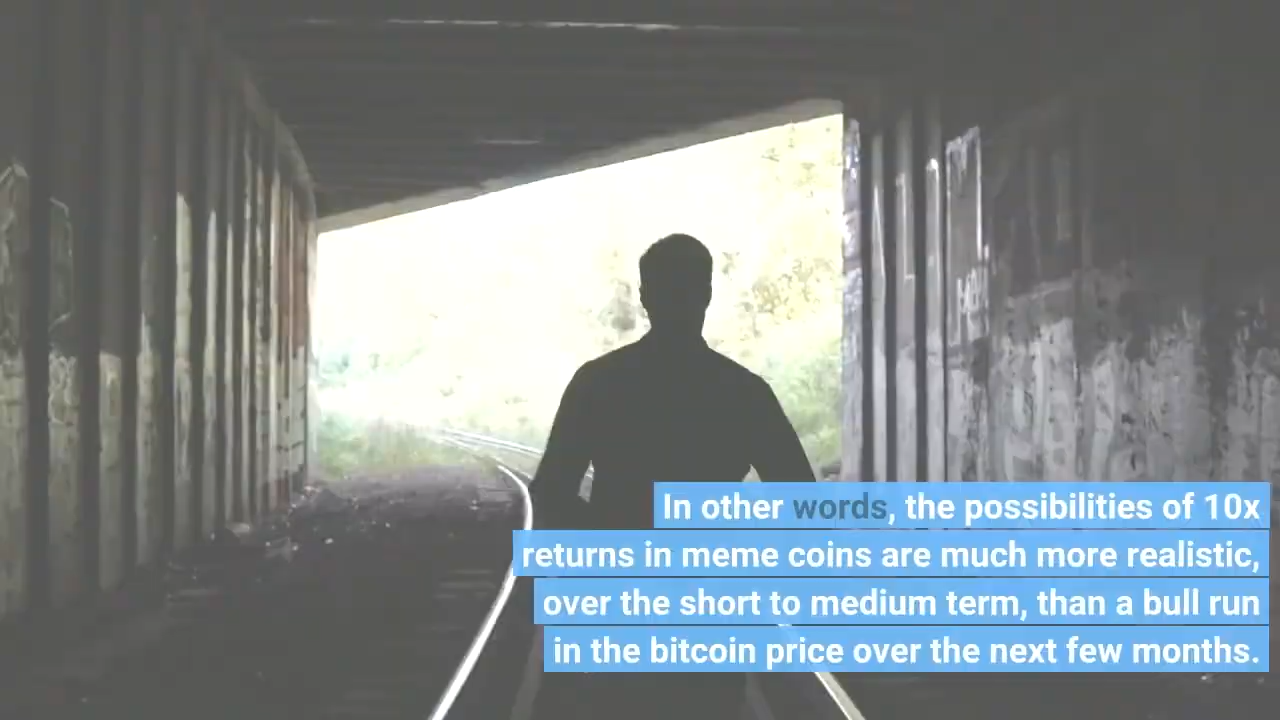 In other words, the possibilities of 10x
returns in meme coins are much more realistic,
over the short to medium term, than a bull run
in the bitcoin price over the next few months.